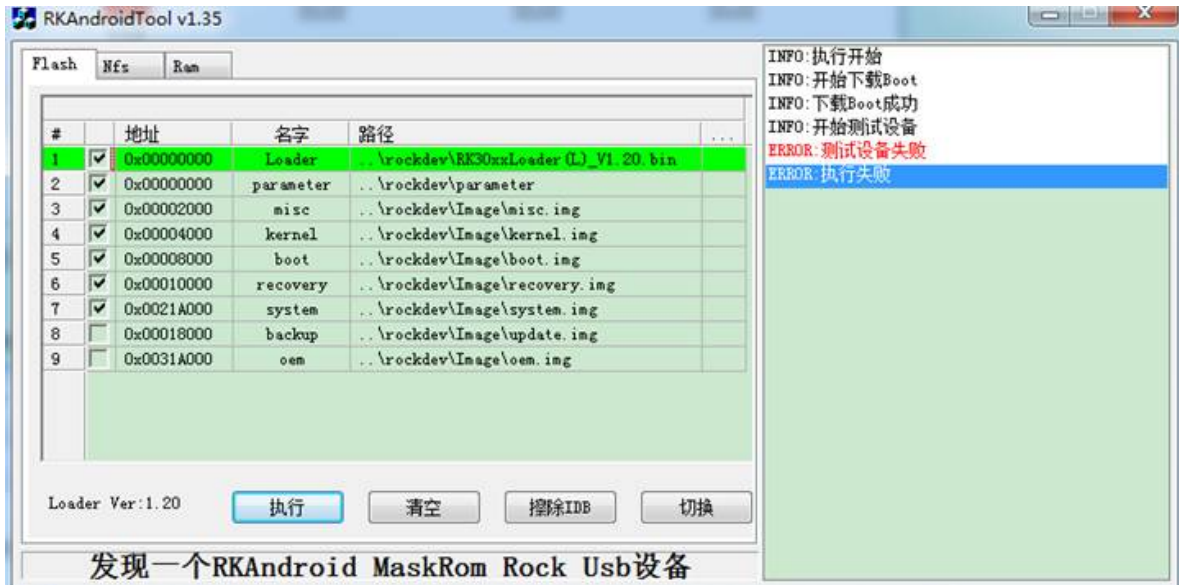 RKAndroidTool v1.35
Flash Nfs Ram
# 地址 名字 路径 ...
1 0x00000000 Loader ..\rockdev\RK30xxLoader(L)_V1.20.bin
2 0x00000000 parameter ..\rockdev\parameter
3 0x00002000 misc ..\rockdev\Image\misc.img
4 0x00004000 kernel ..\rockdev\Image\kernel.img
5 0x00008000 boot ..\rockdev\Image\boot.img
6 0x00010000 recovery ..\rockdev\Image\recovery.img
7 0x0021A000 system ..\rockdev\Image\system.img
8 0x00018000 backup ..\rockdev\Image\update.img
9 0x0031A000 oem ..\rockdev\Image\oem.img
Loader Ver:1.20 执行 清空 擦除IDB 切换
发现一个RKAndroid MaskRom Rock Usb设备
INFO:执行开始
INFO:开始下载Boot
INFO:下载Boot成功
INFO:开始测试设备
ERROR:测试设备失败
ERROR:执行失败